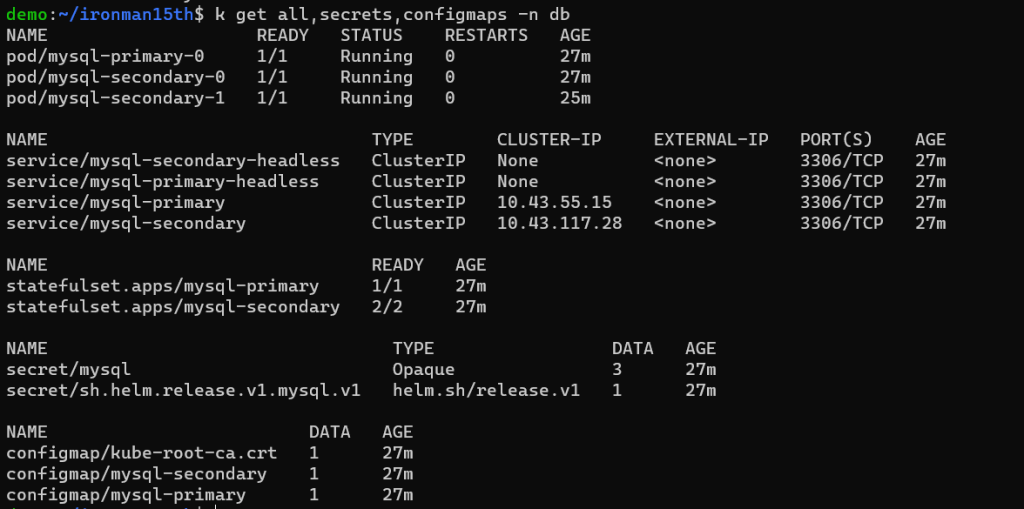 demo:~/ironman15th$ k get all,secrets,configmaps -n db
NAME                    READY   STATUS    RESTARTS   AGE
pod/mysql-primary-0     1/1     Running   0          27m
pod/mysql-secondary-0   1/1     Running   0          27m
pod/mysql-secondary-1   1/1     Running   0          25m

NAME                               TYPE        CLUSTER-IP      EXTERNAL-IP   PORT(S)    AGE
service/mysql-secondary-headless   ClusterIP   None            <none>        3306/TCP   27m
service/mysql-primary-headless     ClusterIP   None            <none>        3306/TCP   27m
service/mysql-primary              ClusterIP   10.43.55.15     <none>        3306/TCP   27m
service/mysql-secondary            ClusterIP   10.43.117.28    <none>        3306/TCP   27m

NAME                               READY   AGE
statefulset.apps/mysql-primary     1/1     27m
statefulset.apps/mysql-secondary   2/2     27m

NAME                                 TYPE                 DATA   AGE
secret/mysql                         Opaque               3      27m
secret/sh.helm.release.v1.mysql.v1   helm.sh/release.v1   1      27m

NAME                         DATA   AGE
configmap/kube-root-ca.crt   1      27m
configmap/mysql-secondary    1      27m
configmap/mysql-primary      1      27m